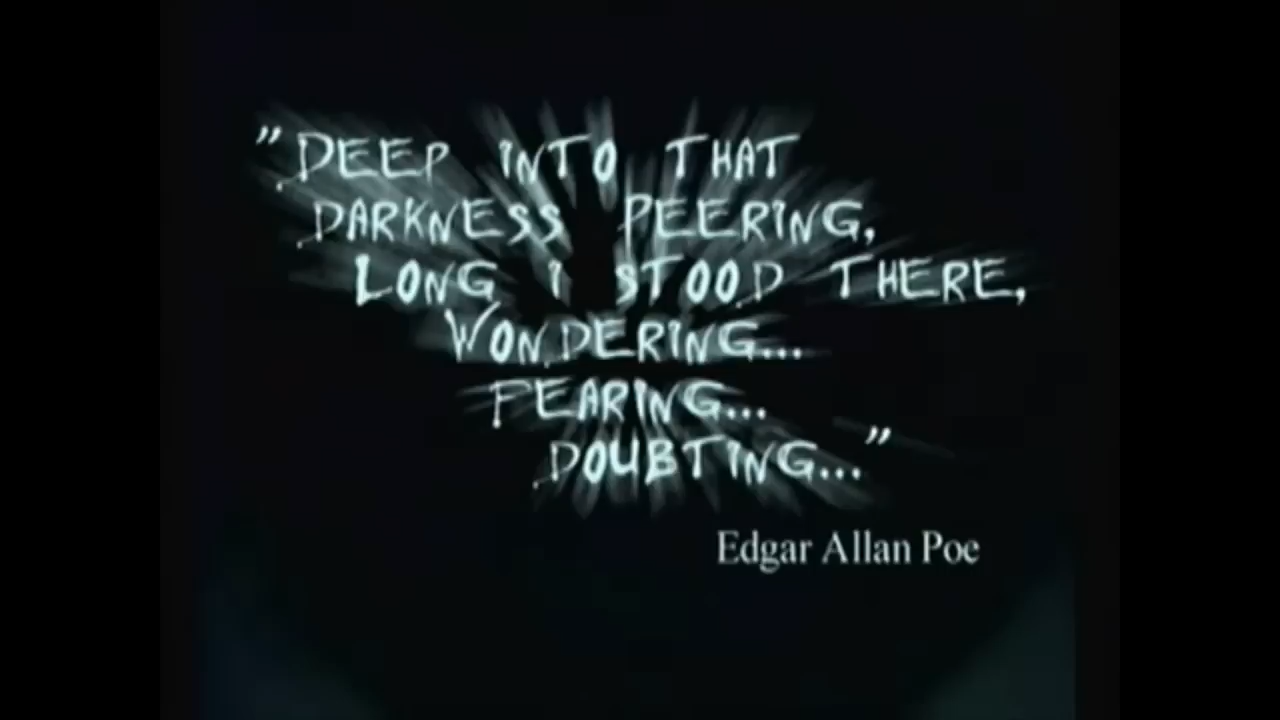 "DEEP INTO THAT
DARKNESS PEERING,
LONG I STOOD THERE,
WONDERING...
FEARING...
DOUBTING..."
Edgar Allan Poe